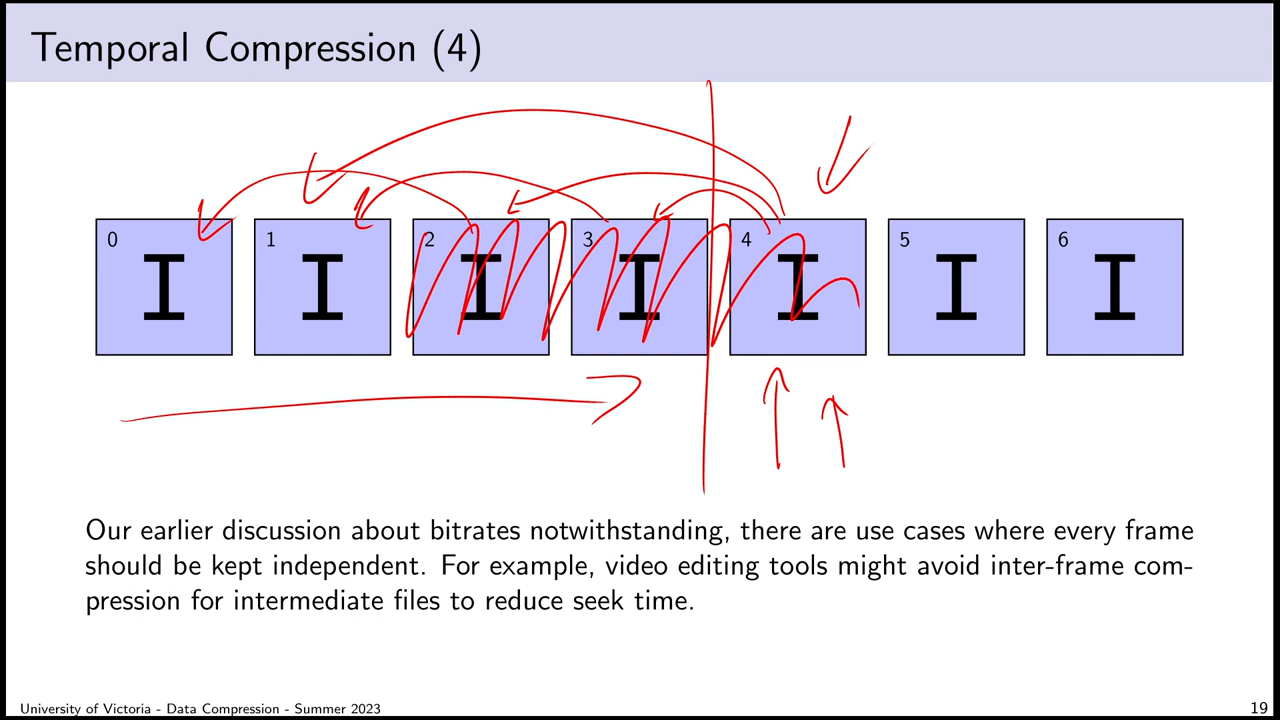 Temporal Compression (4)
0 1 2 3 4 5 6
I I I I I I I
Our earlier discussion about bitrates notwithstanding, there are use cases where every frame
should be kept independent. For example, video editing tools might avoid inter-frame com-
pression for intermediate files to reduce seek time.
University of Victoria - Data Compression - Summer 2023 19